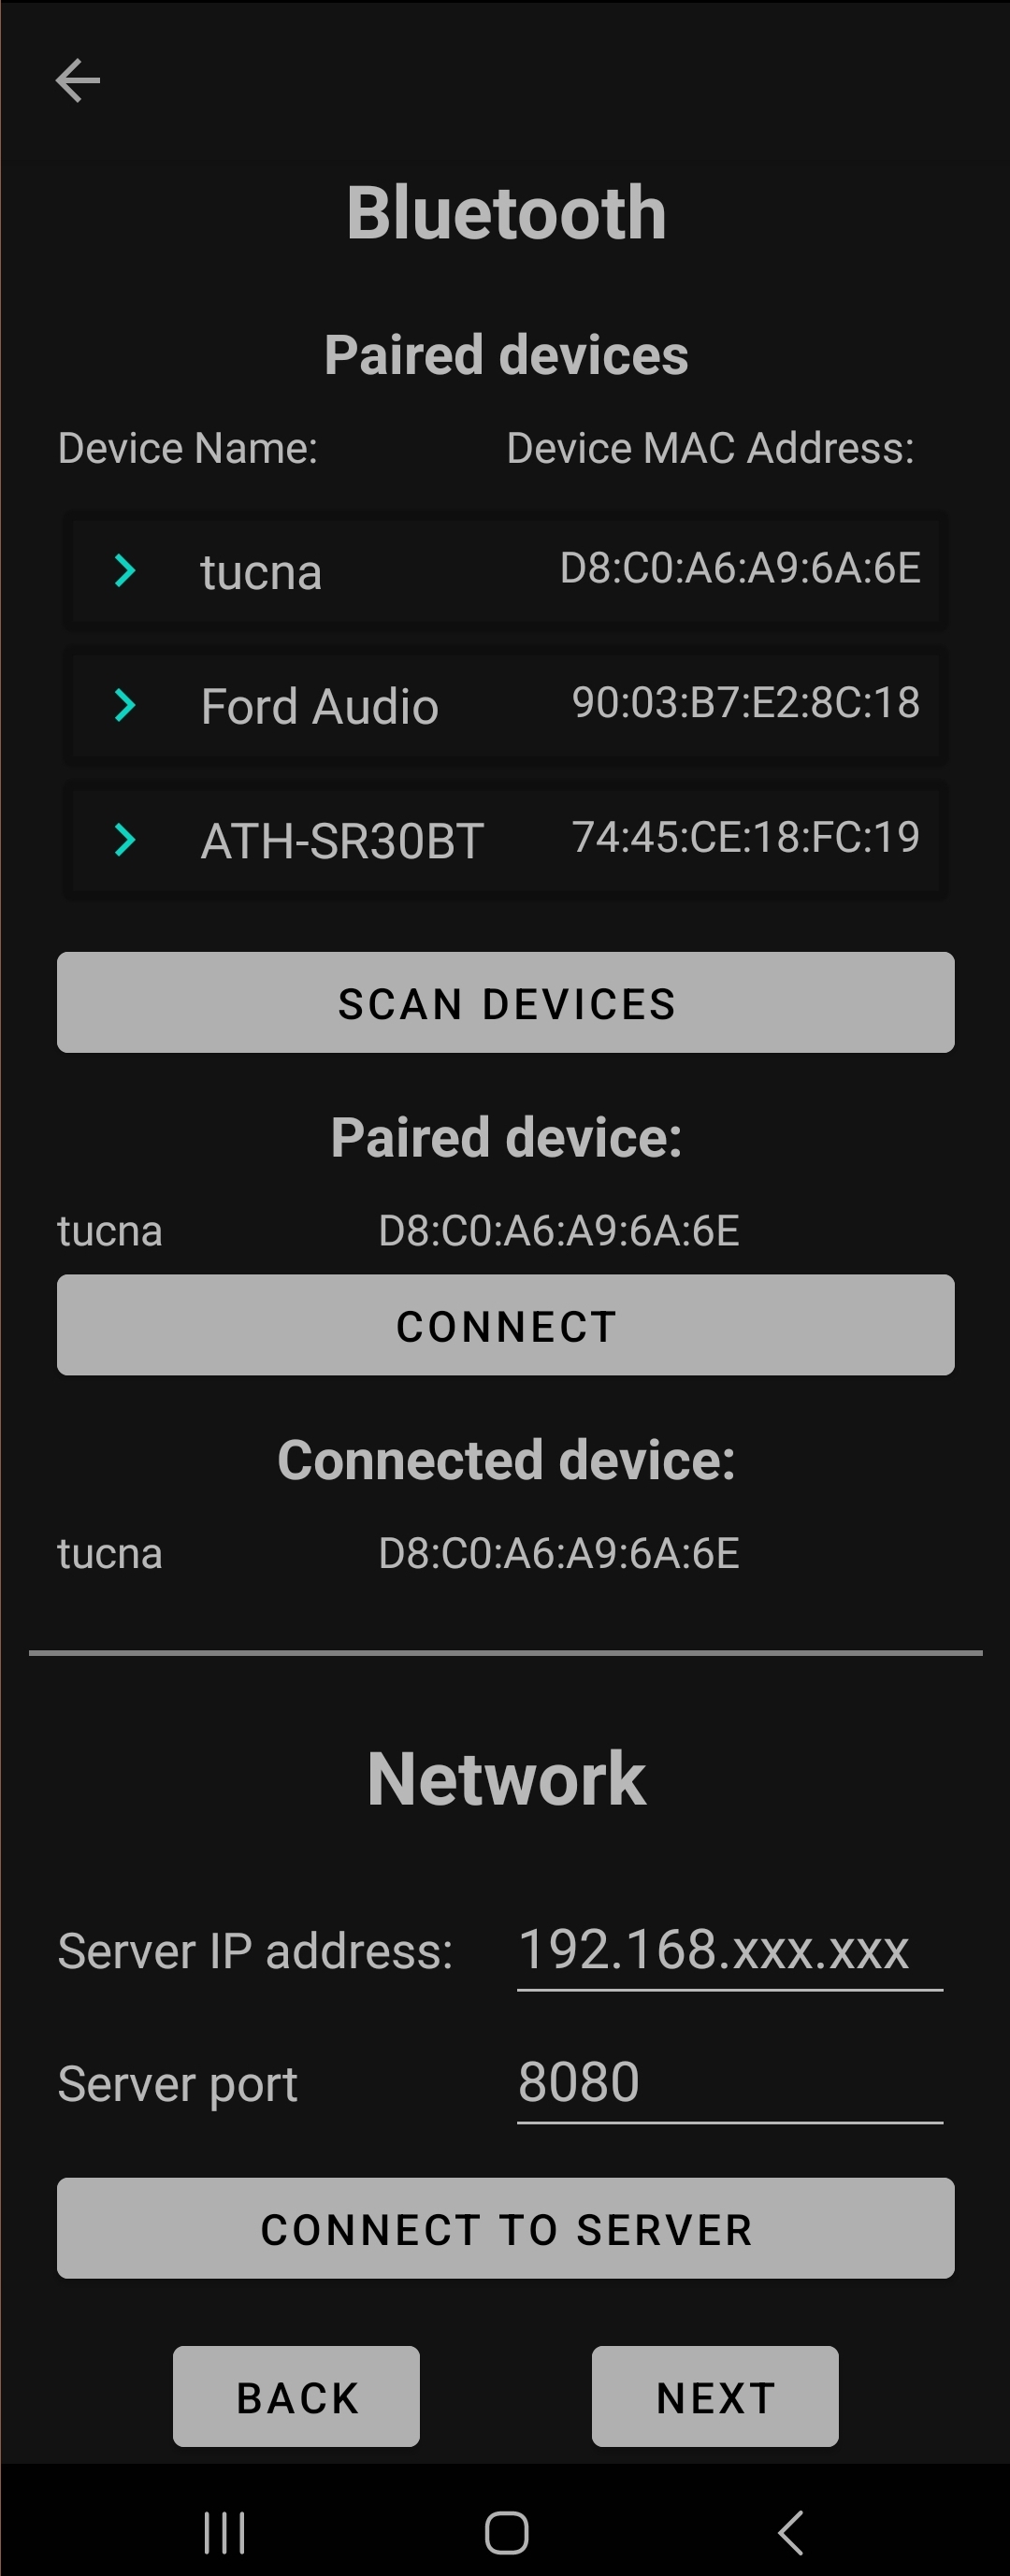 Bluetooth
Paired devices
Device Name: Device MAC Address:
tucna D8:C0:A6:A9:6A:6E
Ford Audio 90:03:B7:E2:8C:18
ATH-SR30BT 74:45:CE:18:FC:19
SCAN DEVICES
Paired device:
tucna D8:C0:A6:A9:6A:6E
CONNECT
Connected device:
tucna D8:C0:A6:A9:6A:6E
Network
Server IP address: 192.168.xxx.xxx
Server port 8080
CONNECT TO SERVER
BACK NEXT